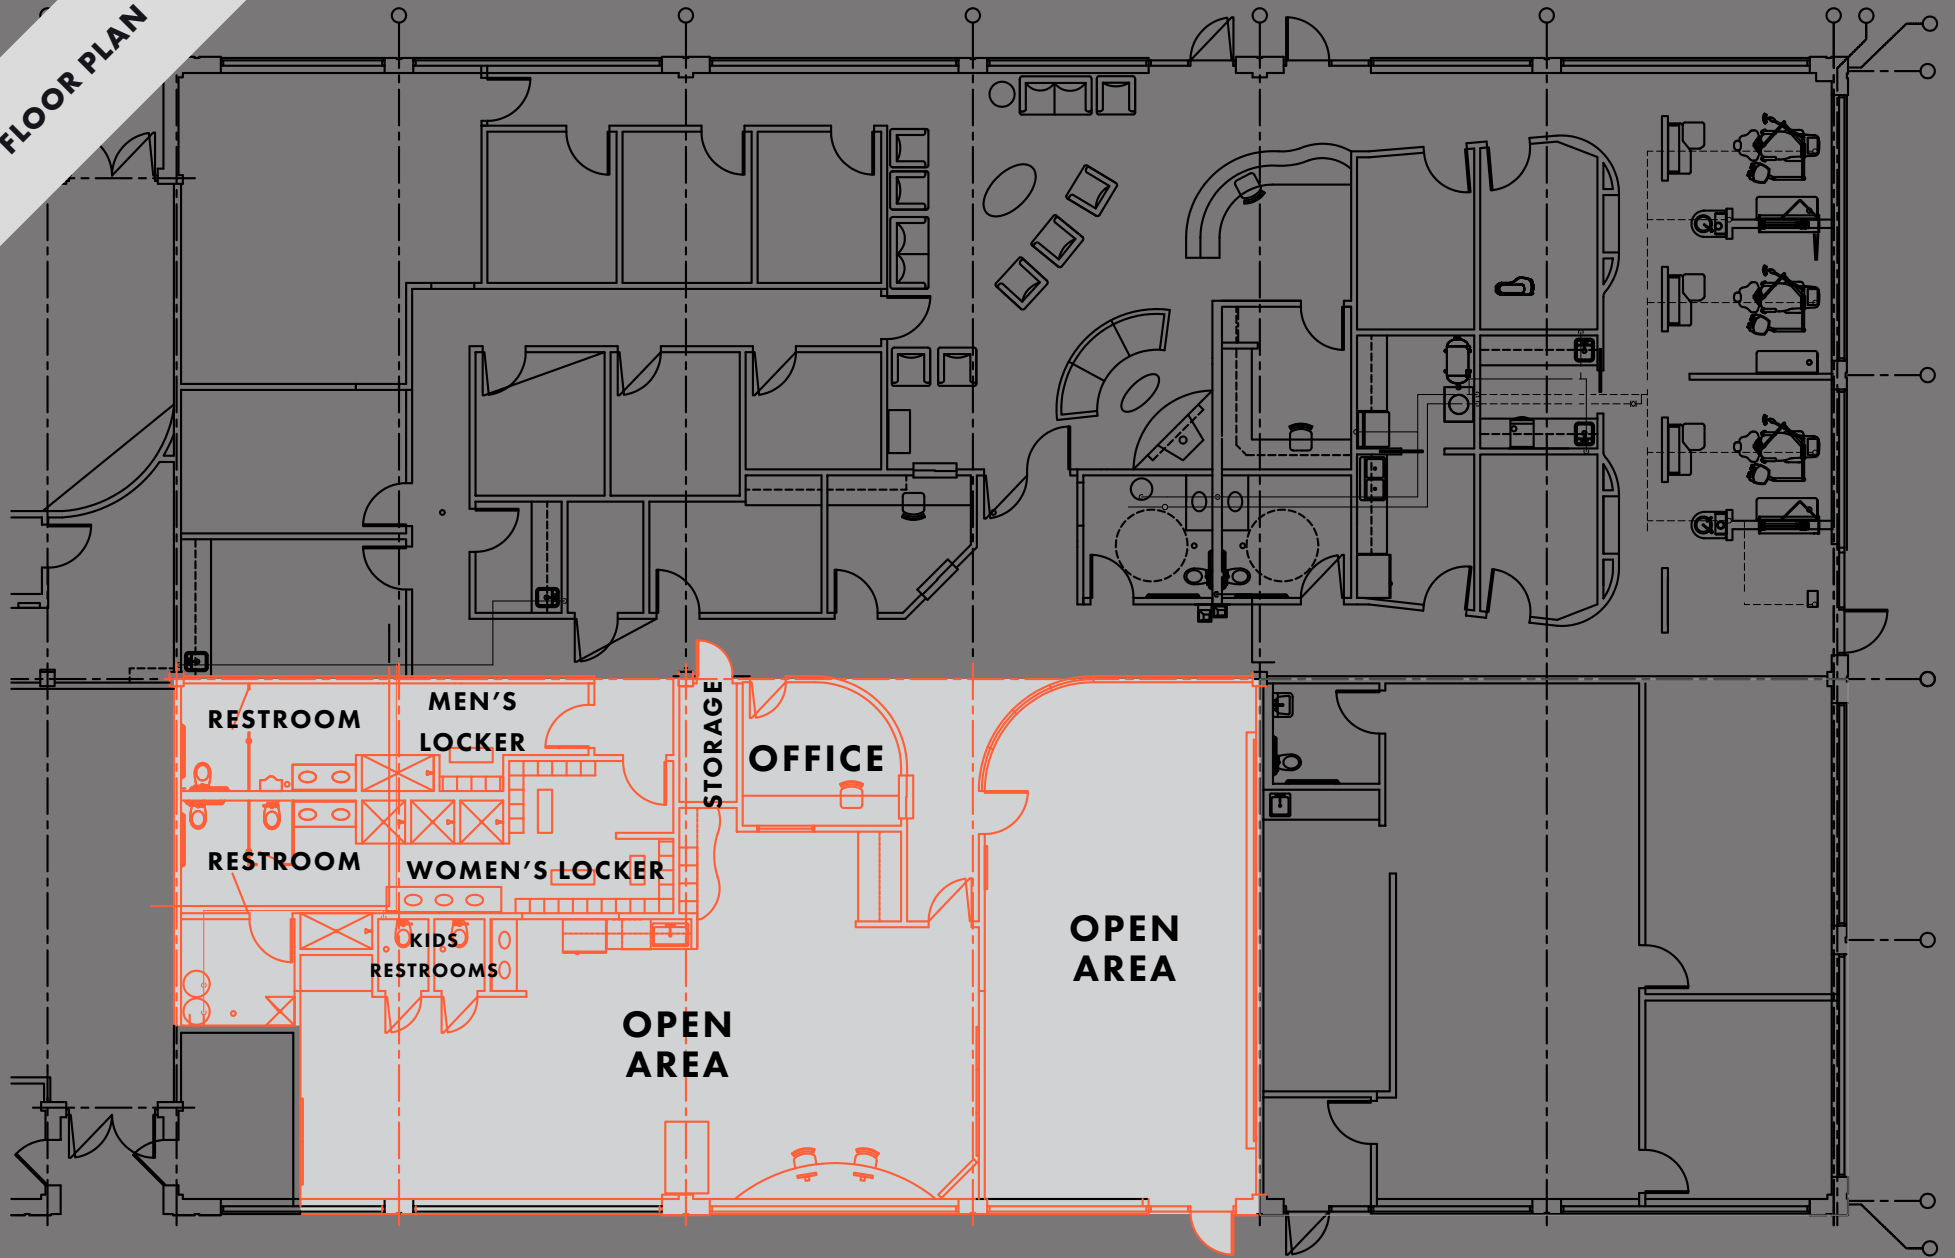 FLOOR PLAN
RESTROOM
MEN'S
LOCKER
STORAGE
OFFICE
RESTROOM
WOMEN'S LOCKER
KIDS
RESTROOMS
OPEN
AREA
OPEN
AREA